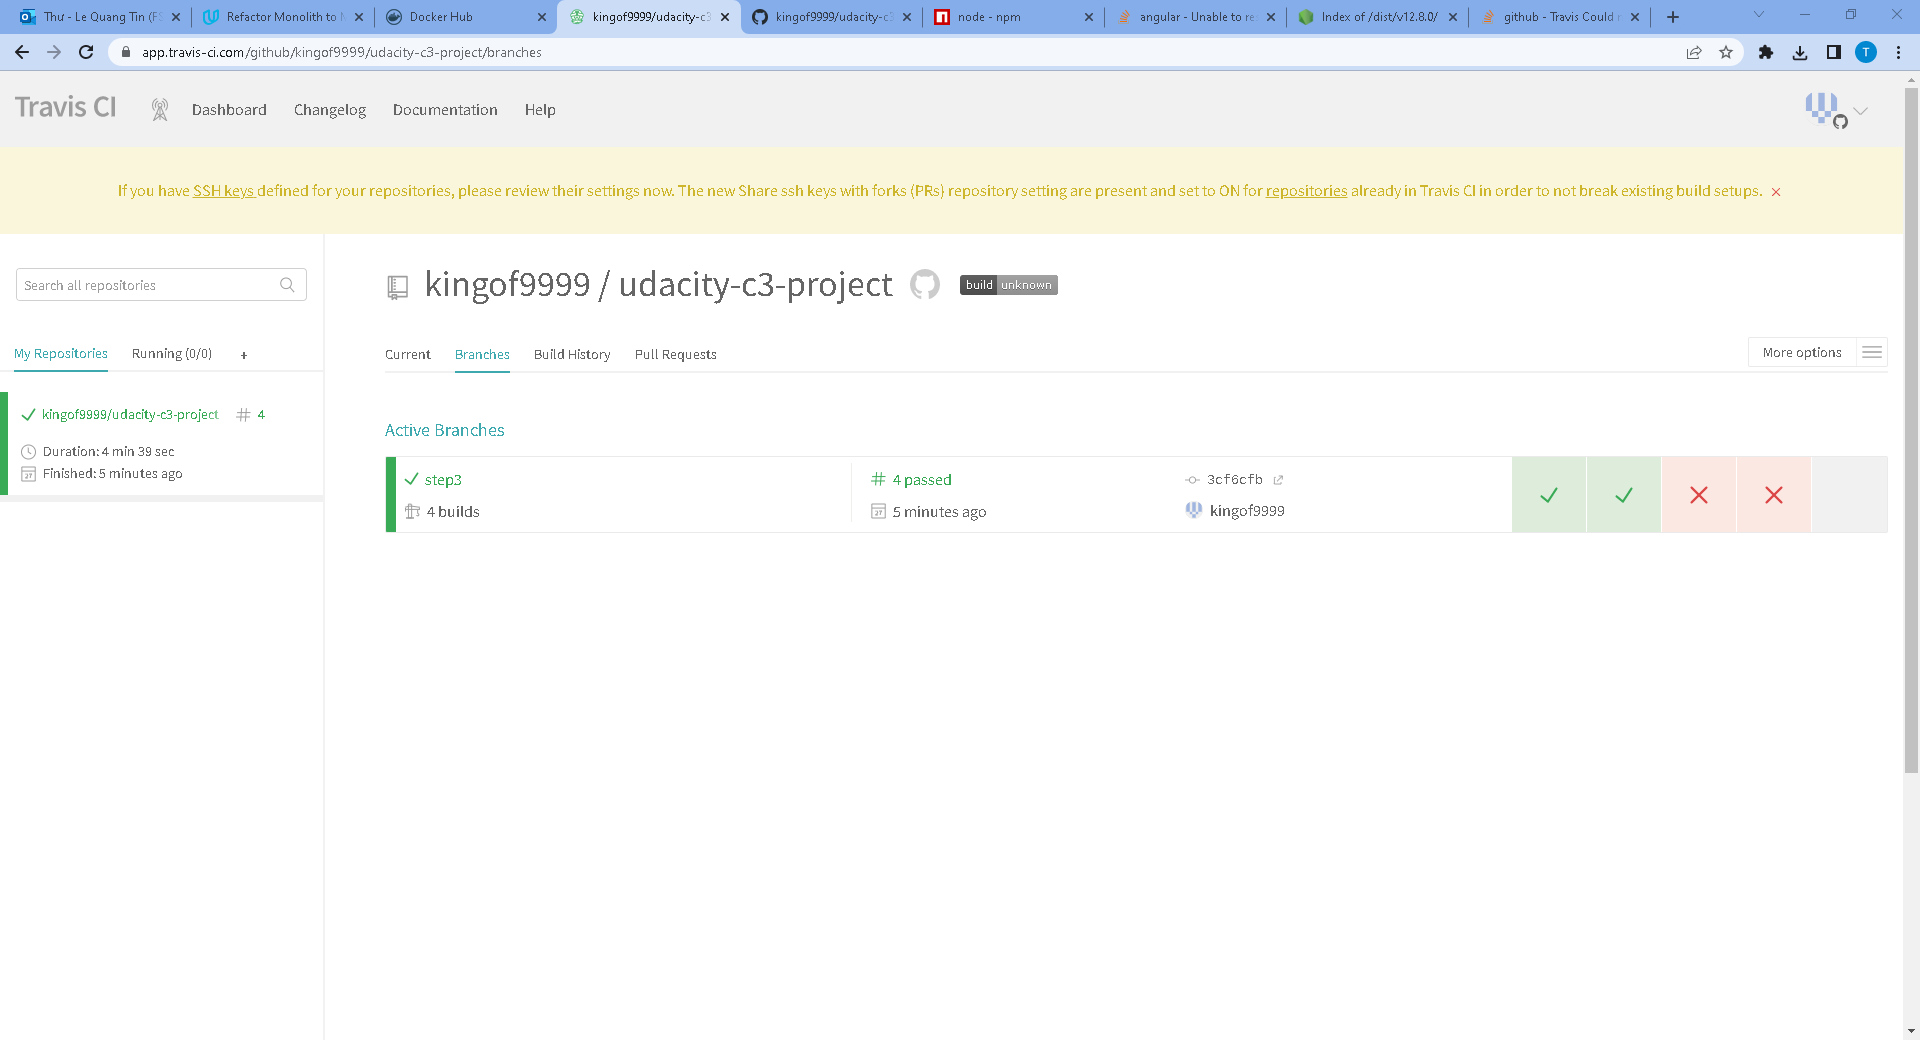 Thư - Le Quang Tin (FS
Refactor Monolith to M
Docker Hub
kingof9999/udacity-c3
kingof9999/udacity-c3
node - npm
angular - Unable to re
Index of /dist/v12.8.0/
github - Travis Could n
app.travis-ci.com/github/kingof9999/udacity-c3-project/branches
T
Travis CI
Dashboard
Changelog
Documentation
Help
If you have SSH keys defined for your repositories, please review their settings now. The new Share ssh keys with forks (PRs) repository setting are present and set to ON for repositories already in Travis CI in order to not break existing build setups.
Search all repositories
kingof9999 / udacity-c3-project
build unknown
My Repositories
Running (0/0)
+
Current
Branches
Build History
Pull Requests
More options
kingof9999/udacity-c3-project
# 4
Duration: 4 min 39 sec
Finished: 5 minutes ago
Active Branches
step3
# 4 passed
3cf6cfb
4 builds
5 minutes ago
kingof9999